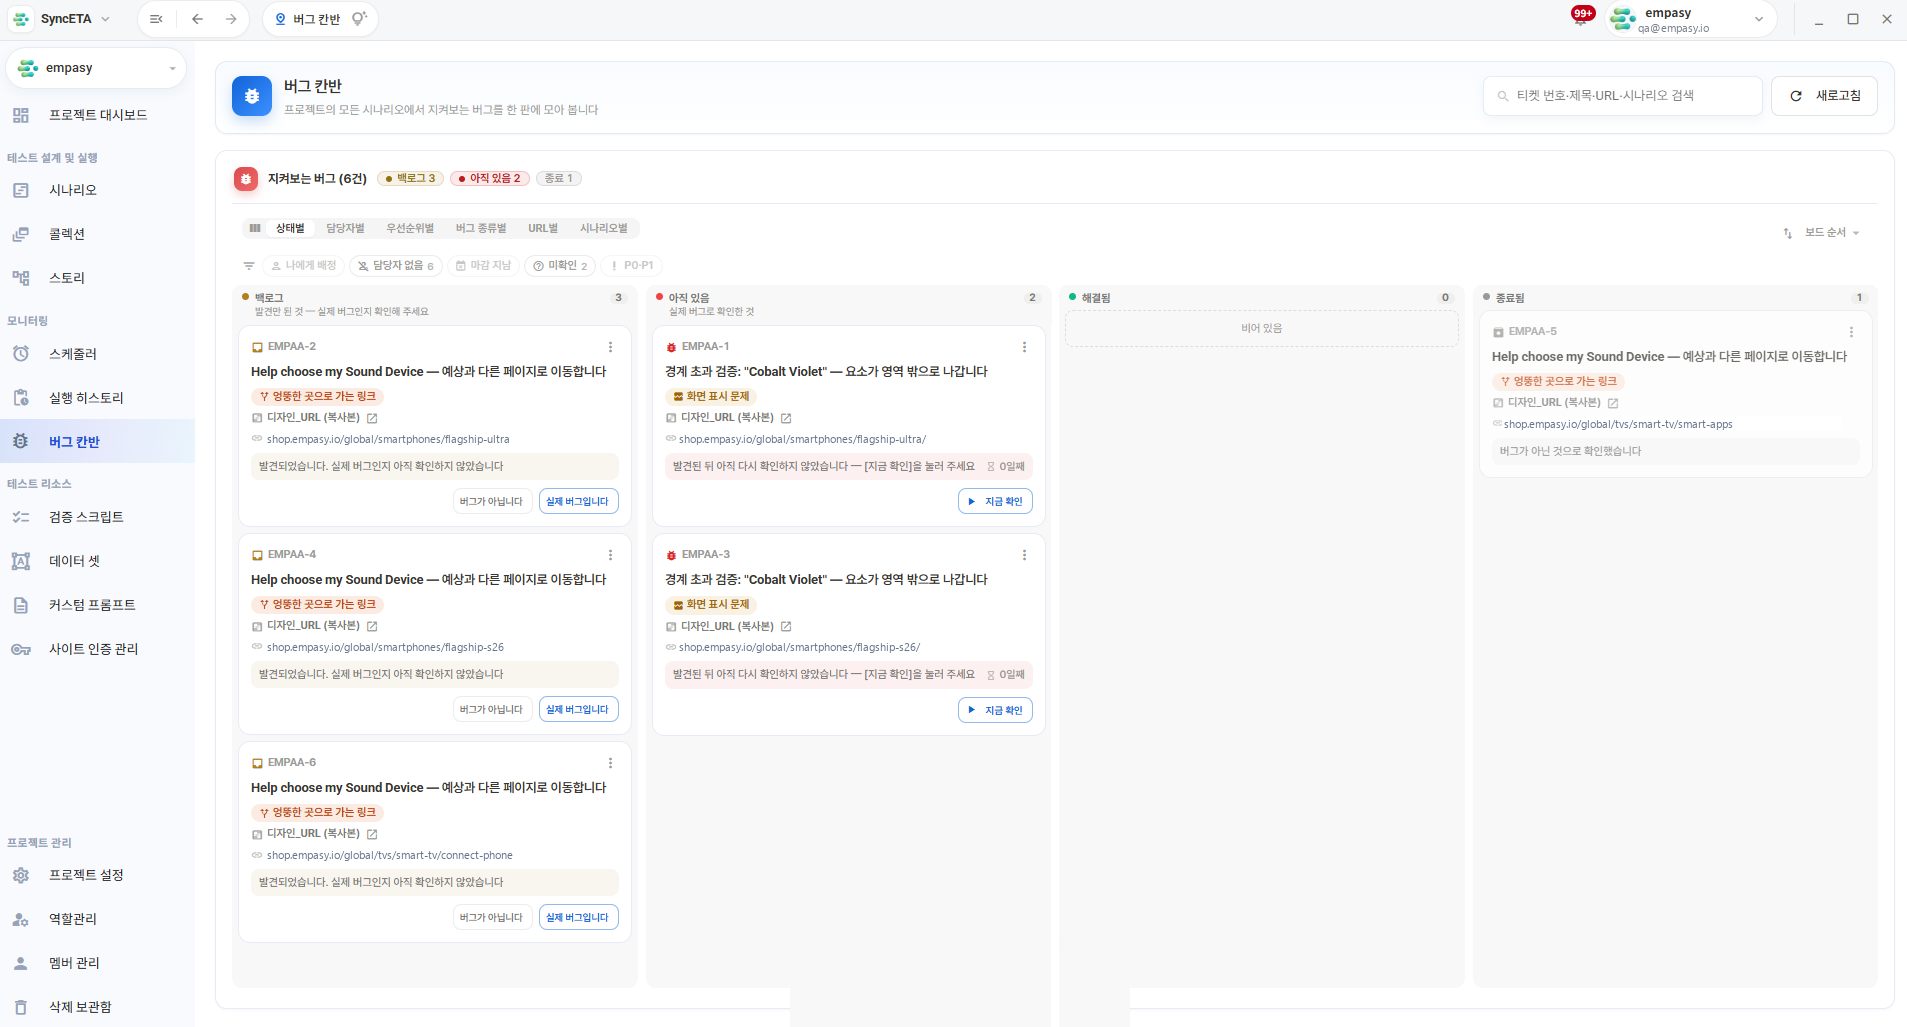 SyncETA
버그 칸반
99+
empasy
qa@empasy.io
empasy
프로젝트 대시보드
테스트 설계 및 실행
시나리오
콜렉션
스토리
모니터링
스케줄러
실행 히스토리
버그 칸반
테스트 리소스
검증 스크립트
데이터 셋
커스텀 프롬프트
사이트 인증 관리
프로젝트 관리
프로젝트 설정
역할관리
멤버 관리
삭제 보관함
버그 칸반
프로젝트의 모든 시나리오에서 지켜보는 버그를 한 판에 모아 봅니다
티켓 번호·제목·URL·시나리오 검색
새로고침
지켜보는 버그 (6건) 백로그 3 아직 있음 2 종료 1
상태별 담당자별 우선순위별 버그 종류별 URL별 시나리오별
보드 순서
나에게 배정 담당자 없음 6 마감 지남 미확인 2 P0-P1
백로그 3
발견만 된 것 — 실제 버그인지 확인해 주세요
EMPAA-2
Help choose my Sound Device — 예상과 다른 페이지로 이동합니다
엉뚱한 곳으로 가는 링크
디자인_URL (복사본)
shop.empasy.io/global/smartphones/flagship-ultra
발견되었습니다. 실제 버그인지 아직 확인하지 않았습니다
버그가 아닙니다 실제 버그입니다
EMPAA-4
Help choose my Sound Device — 예상과 다른 페이지로 이동합니다
엉뚱한 곳으로 가는 링크
디자인_URL (복사본)
shop.empasy.io/global/smartphones/flagship-s26
발견되었습니다. 실제 버그인지 아직 확인하지 않았습니다
버그가 아닙니다 실제 버그입니다
EMPAA-6
Help choose my Sound Device — 예상과 다른 페이지로 이동합니다
엉뚱한 곳으로 가는 링크
디자인_URL (복사본)
shop.empasy.io/global/tvs/smart-tv/connect-phone
발견되었습니다. 실제 버그인지 아직 확인하지 않았습니다
버그가 아닙니다 실제 버그입니다
아직 있음 2
실제 버그로 확인한 것
EMPAA-1
경계 초과 검증: "Cobalt Violet" — 요소가 영역 밖으로 나갑니다
화면 표시 문제
디자인_URL (복사본)
shop.empasy.io/global/smartphones/flagship-ultra/
발견된 뒤 아직 다시 확인하지 않았습니다 — [지금 확인]을 눌러 주세요 0일째
지금 확인
EMPAA-3
경계 초과 검증: "Cobalt Violet" — 요소가 영역 밖으로 나갑니다
화면 표시 문제
디자인_URL (복사본)
shop.empasy.io/global/smartphones/flagship-s26/
발견된 뒤 아직 다시 확인하지 않았습니다 — [지금 확인]을 눌러 주세요 0일째
지금 확인
해결됨 0
비어 있음
종료됨 1
EMPAA-5
Help choose my Sound Device — 예상과 다른 페이지로 이동합니다
엉뚱한 곳으로 가는 링크
디자인_URL (복사본)
shop.empasy.io/global/tvs/smart-tv/smart-apps
버그가 아닌 것으로 확인했습니다